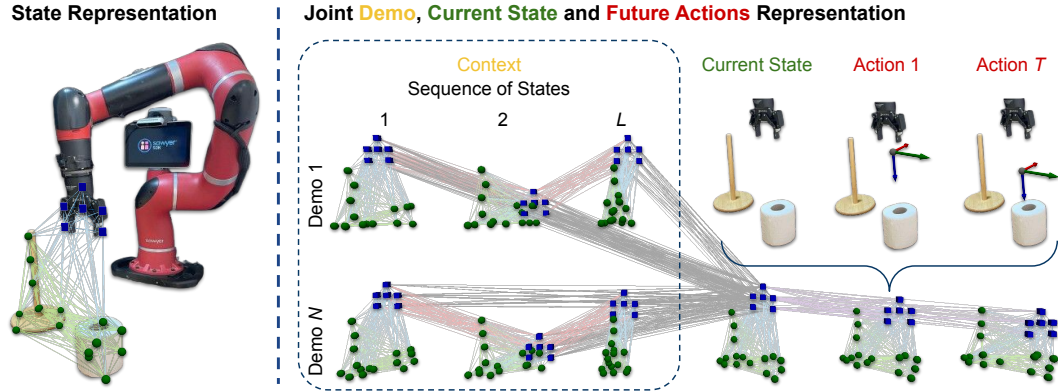 State Representation
Joint Demo, Current State and Future Actions Representation
Context
Sequence of States
1 2 L
Current State
Action 1
Action T
Demo 1
Demo N
sawyer
sawyer